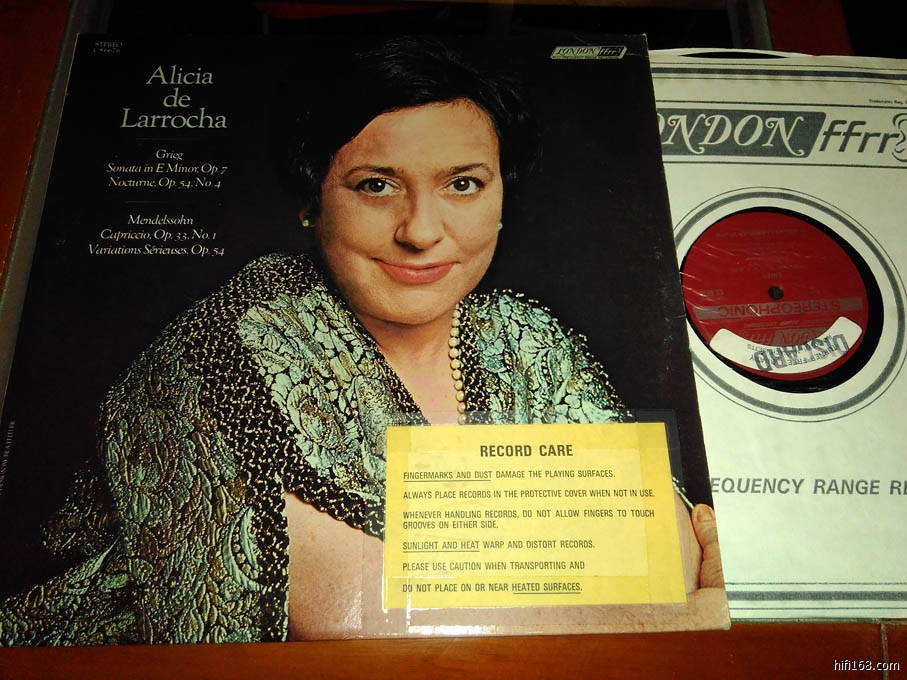 STEREO
Alicia
de
Larrocha
Grieg
Sonata in E Minor, Op. 7
Nocturne, Op. 54, No. 4
Mendelssohn
Capriccio, Op. 33, No. 1
Variations Sérieuses, Op. 54
LONDON ffrr
RECORD CARE
FINGERMARKS AND DUST DAMAGE THE PLAYING SURFACES.
ALWAYS PLACE RECORDS IN THE PROTECTIVE COVER WHEN NOT IN USE.
WHENEVER HANDLING RECORDS, DO NOT ALLOW FINGERS TO TOUCH
GROOVES ON EITHER SIDE.
SUNLIGHT AND HEAT WARP AND DISTORT RECORDS.
PLEASE USE CAUTION WHEN TRANSPORTING AND
DO NOT PLACE ON OR NEAR HEATED SURFACES.
ONDON ffrr
STEREOPHONIC
DISCARD
EQUENCY RANGE RE
hifi168.com